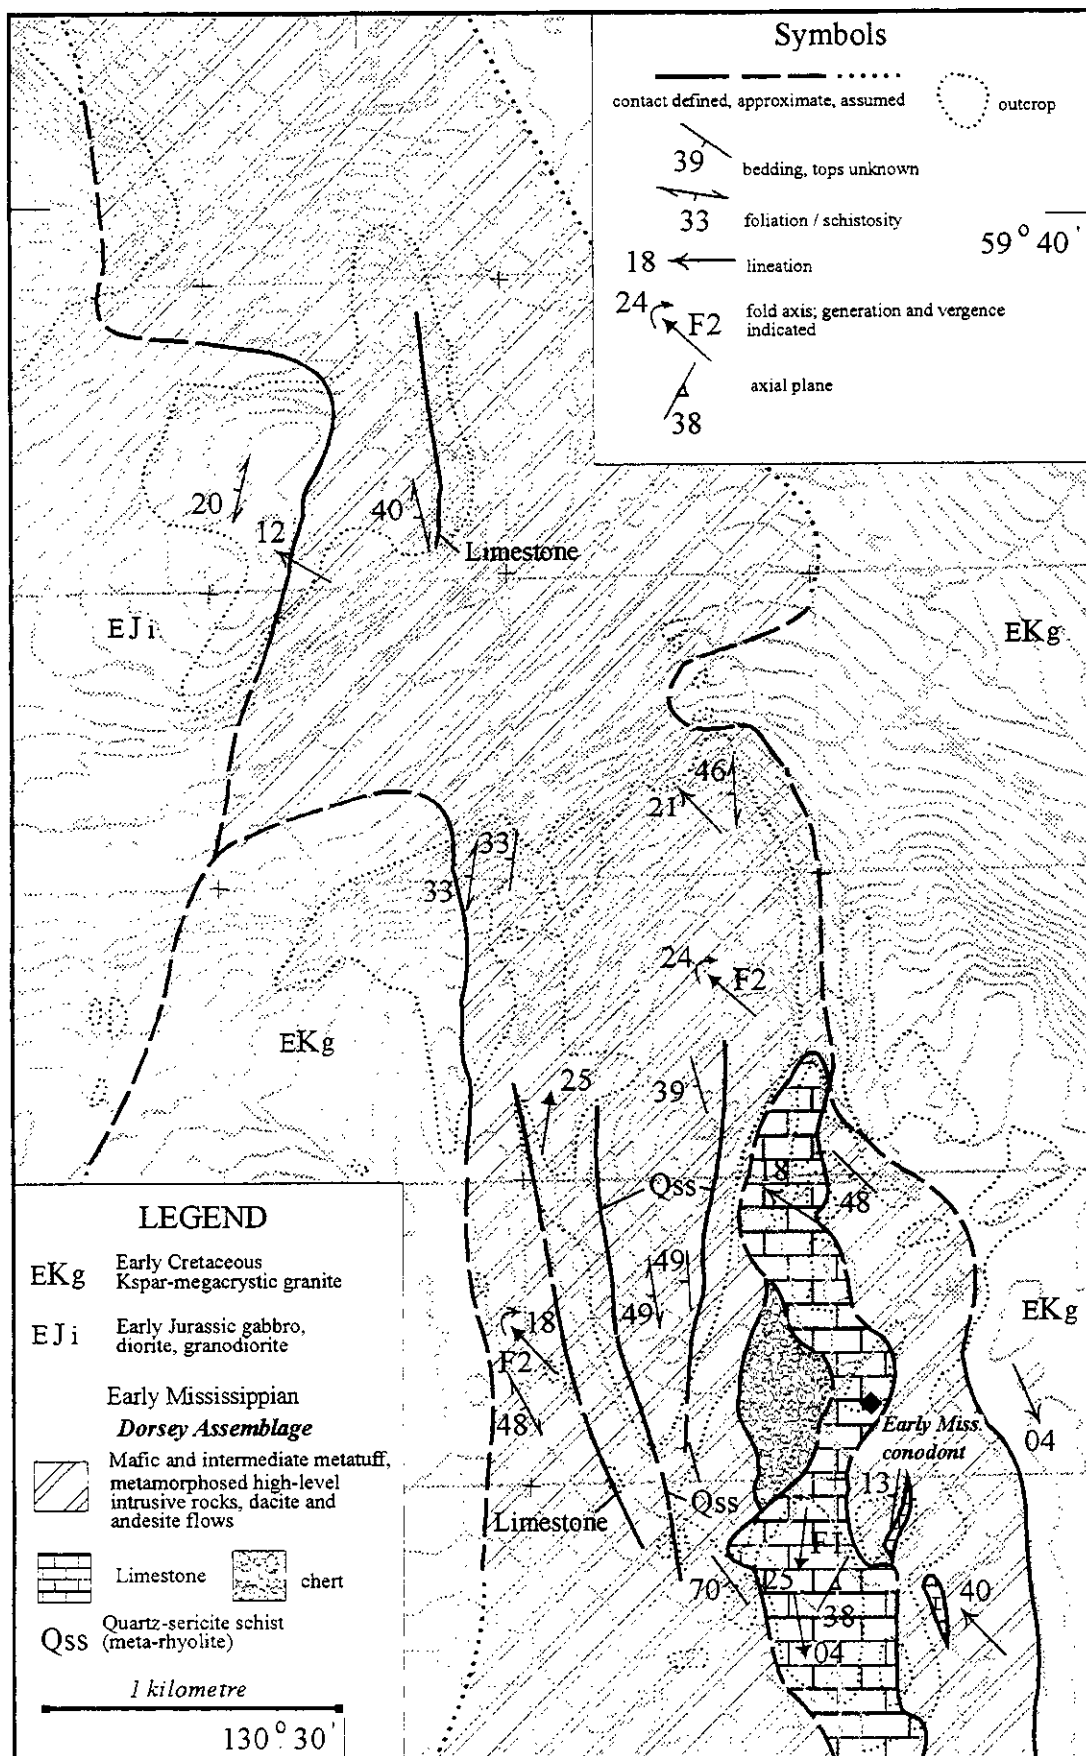 Symbols
contact defined, approximate, assumed
outcrop
39
bedding, tops unknown
33
foliation / schistosity
59° 40'
18
lineation
24
F2
fold axis; generation and vergence
indicated
axial plane
38
20
12
40
Limestone
EJi
EKg
46
21
33
33
24
F2
EKg
25
39
Qss
18
48
49
49
EKg
18
F2
48
Early Miss.
conodont
04
13
Qss
Limestone
F1
70
25
38
40
04
LEGEND
EKg
Early Cretaceous
Kspar-megacrystic granite
EJi
Early Jurassic gabbro,
diorite, granodiorite
Early Mississippian
Dorsey Assemblage
Mafic and intermediate metatuff,
metamorphosed high-level
intrusive rocks, dacite and
andesite flows
Limestone
chert
Qss
Quartz-sericite schist
(meta-rhyolite)
1 kilometre
130° 30'